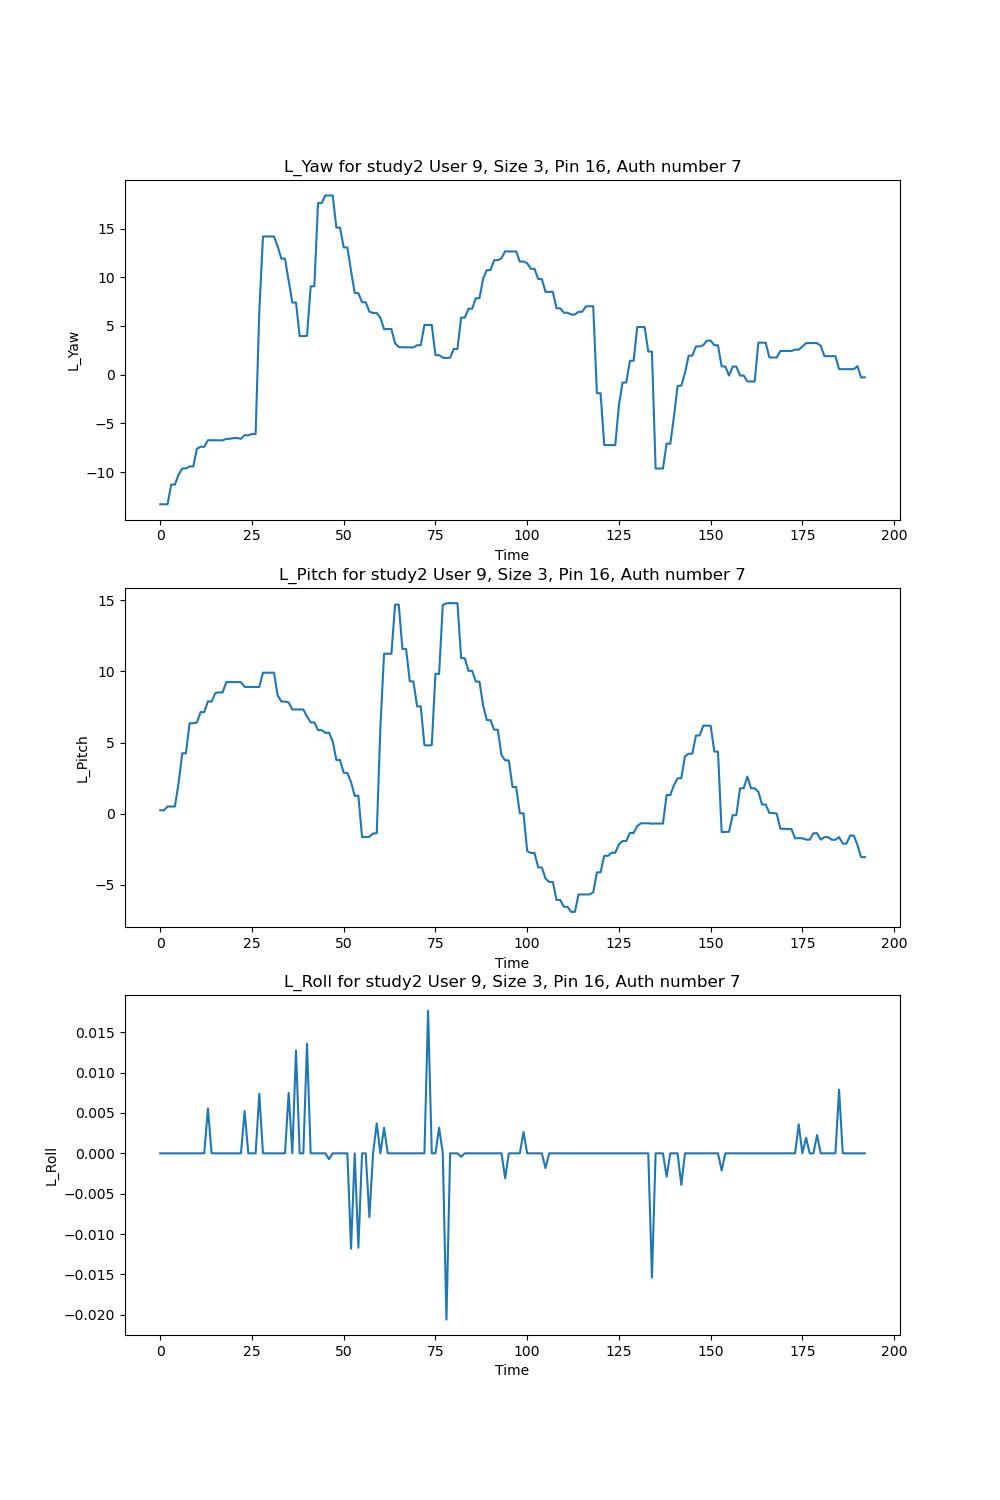 L_Yaw for study2 User 9, Size 3, Pin 16, Auth number 7
15
10
5
0
−5
−10
L_Yaw
0 25 50 75 100 125 150 175 200
Time
L_Pitch for study2 User 9, Size 3, Pin 16, Auth number 7
15
10
5
0
−5
L_Pitch
0 25 50 75 100 125 150 175 200
Time
L_Roll for study2 User 9, Size 3, Pin 16, Auth number 7
0.015
0.010
0.005
0.000
−0.005
−0.010
−0.015
−0.020
L_Roll
0 25 50 75 100 125 150 175 200
Time